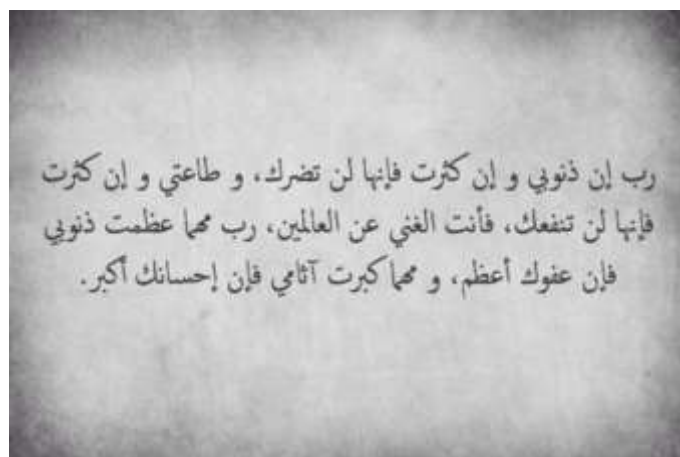 رب إن ذنوبي و إن كثرت فإنها لن تضرك، و طاعتي و إن كثرت
فإنها لن تنفعك، فأنت الغني عن العالمين، رب مهما عظمت ذنوبي
فإن عفوك أعظم، و مهما كبرت آثامي فإن إحسانك أكبر.